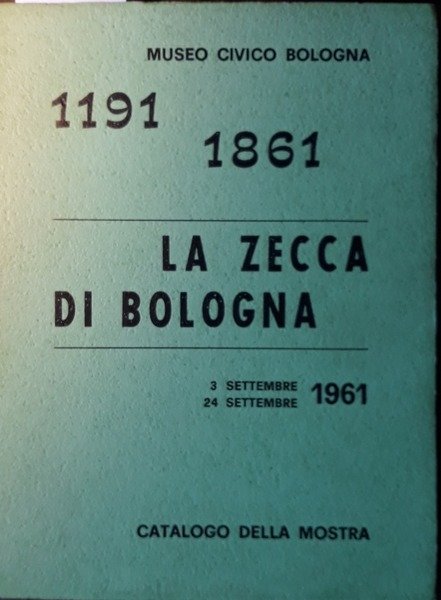 MUSEO CIVICO BOLOGNA
1191
1861
LA ZECCA
DI BOLOGNA
3 SETTEMBRE
24 SETTEMBRE 1961
CATALOGO DELLA MOSTRA